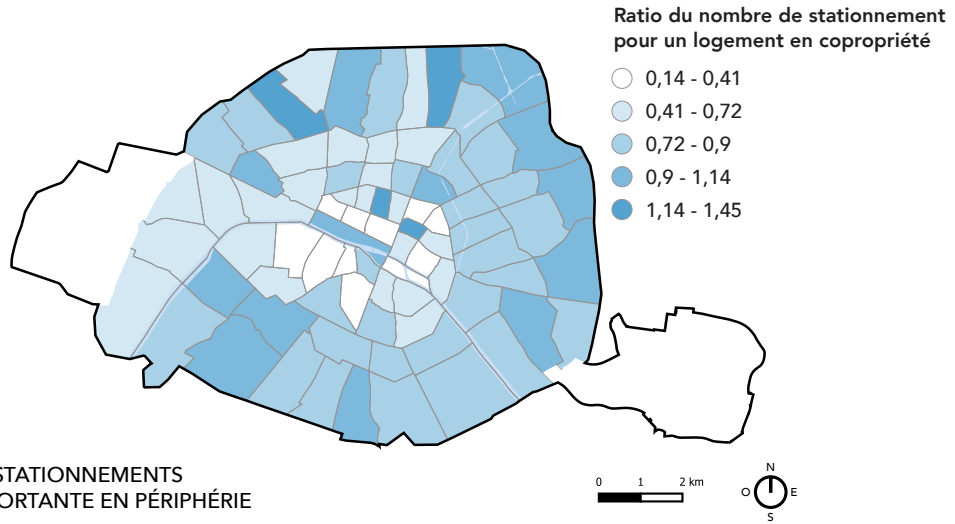 Ratio du nombre de stationnement
pour un logement en copropriété
0,14 - 0,41
0,41 - 0,72
0,72 - 0,9
0,9 - 1,14
1,14 - 1,45
STATIONNEMENTS
EN PÉRIPHÉRIE
0 1 2 km
N
O E
S